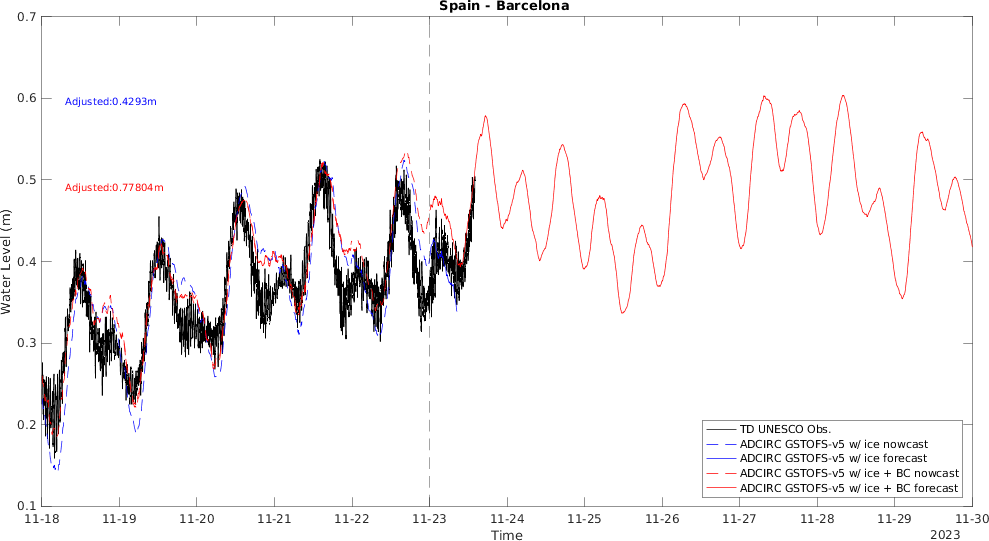 Spain - Barcelona
0.7
0.6
0.5
0.4
0.3
0.2
0.1
Water Level (m)
Adjusted:0.4293m
Adjusted:0.77804m
TD UNESCO Obs.
ADCIRC GSTOFS-v5 w/ ice nowcast
ADCIRC GSTOFS-v5 w/ ice forecast
ADCIRC GSTOFS-v5 w/ ice + BC nowcast
ADCIRC GSTOFS-v5 w/ ice + BC forecast
11-18 11-19 11-20 11-21 11-22 11-23 11-24 11-25 11-26 11-27 11-28 11-29 11-30
Time
2023